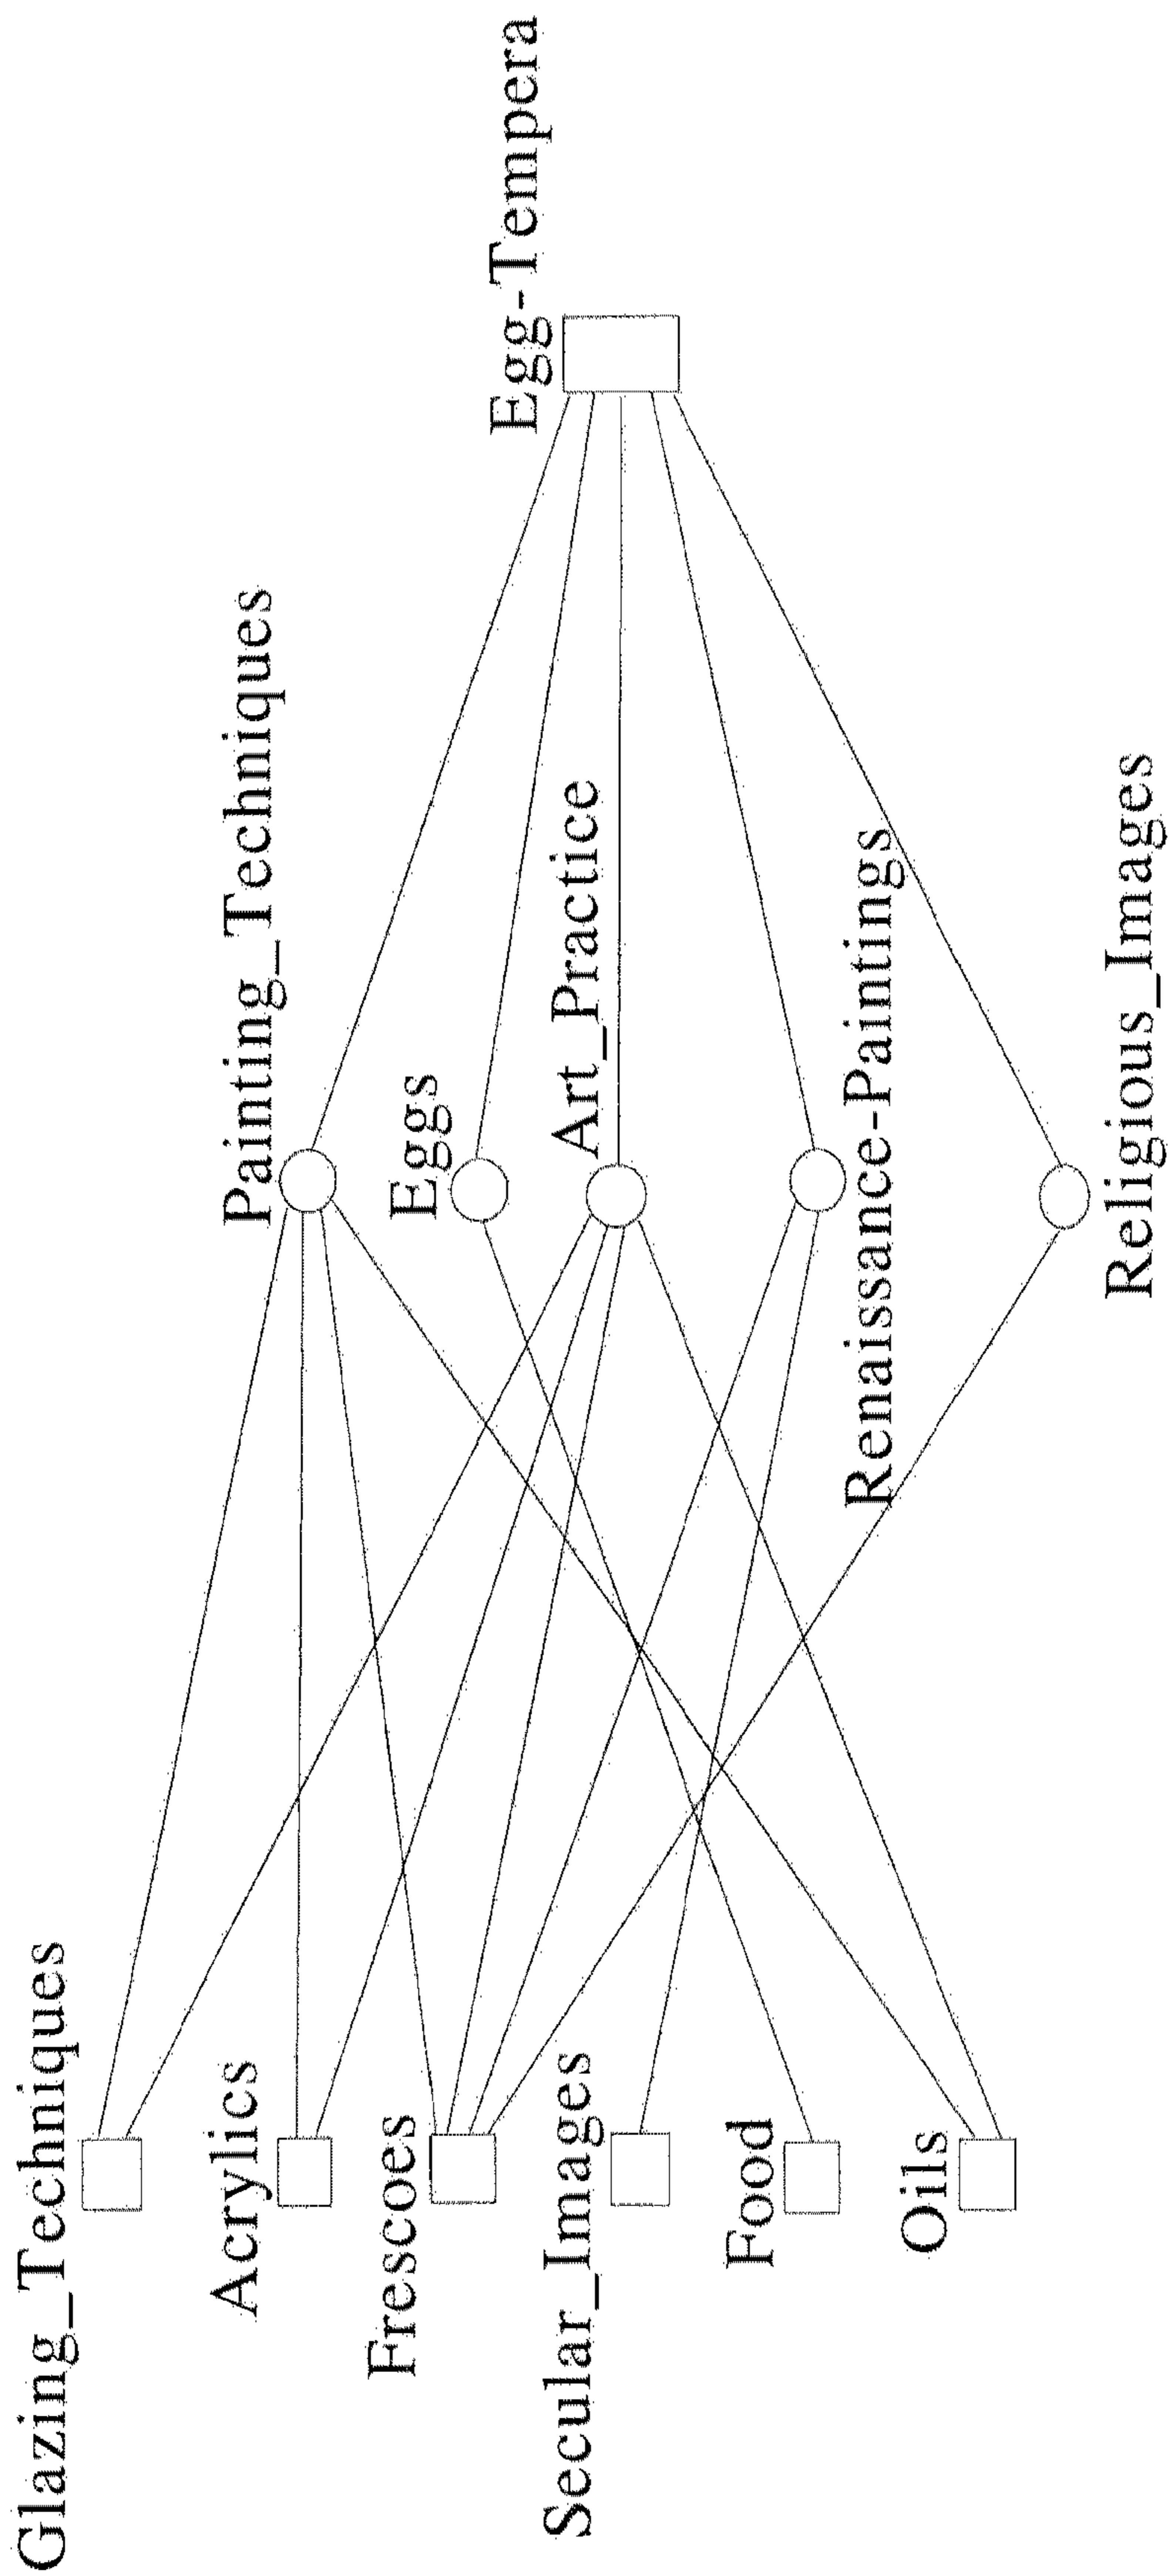 Egg-Tempera
Painting_Techniques
Eggs
Art_Practice
Renaissance-Paintings
Religious_Images
Glazing_Techniques
Acrylics
Frescoes
Secular_Images
Food
Oils